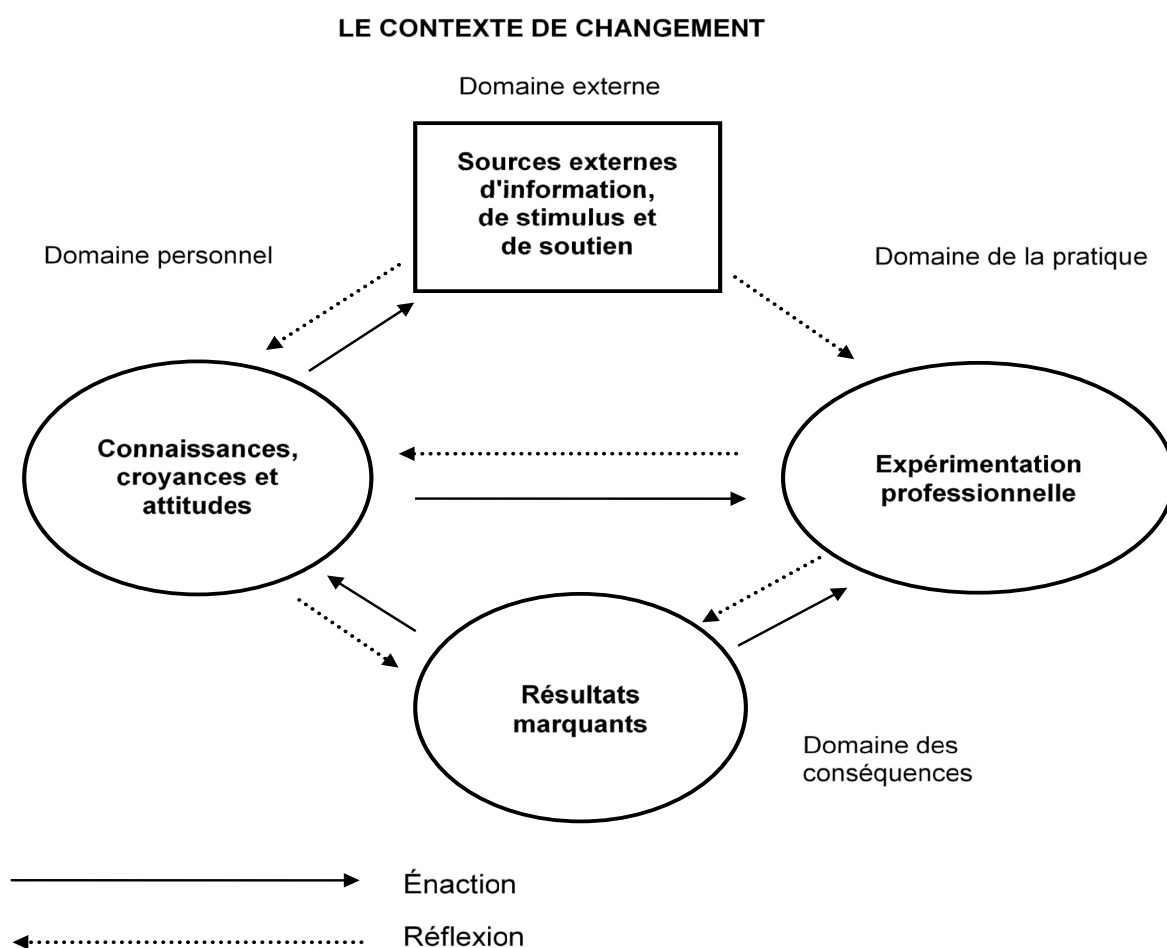 LE CONTEXTE DE CHANGEMENT
Domaine externe
Sources externes
d'information,
de stimulus et
de soutien
Domaine personnel
Domaine de la pratique
Connaissances,
croyances et
attitudes
Expérimentation
professionnelle
Résultats
marquants
Domaine des
conséquences
Énaction
Réflexion